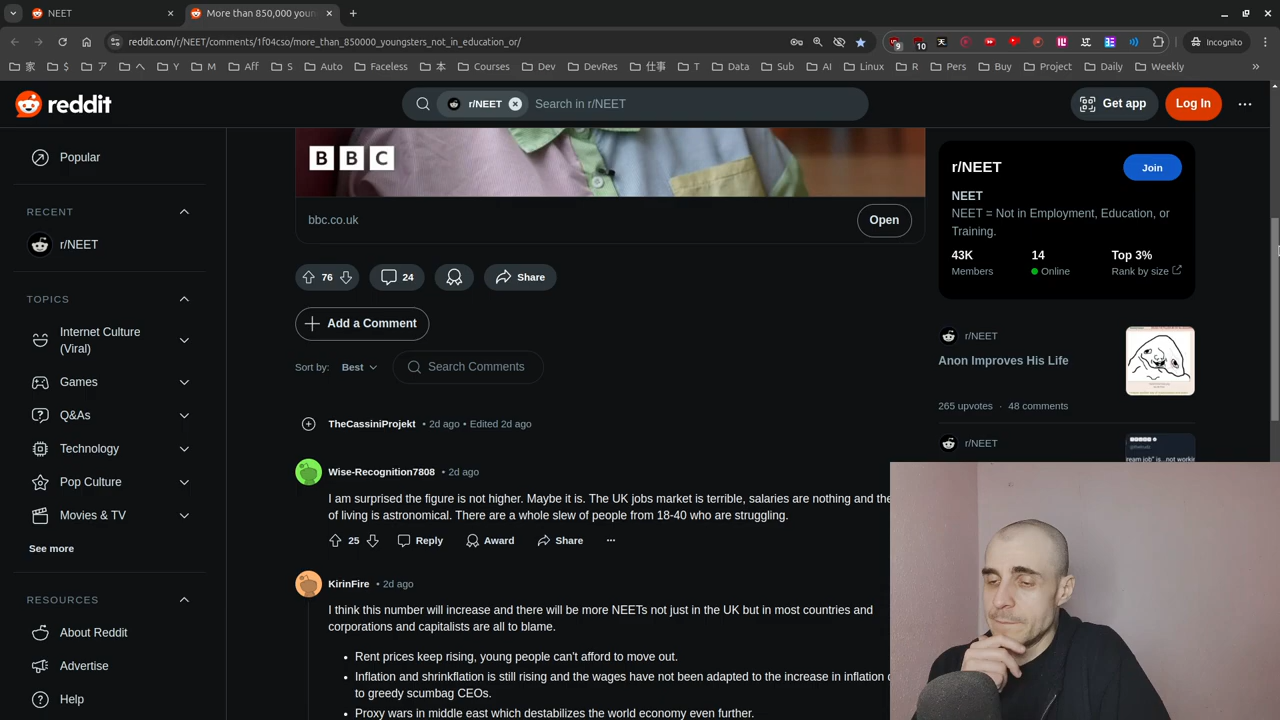 NEET
More than 850,000 youn
reddit.com/r/NEET/comments/1f04cso/more_than_850000_youngsters_not_in_education_or/
9
10
Incognito
家
$
ア
へ
Y
M
Aff
S
Auto
Faceless
本
Courses
Dev
DevRes
仕事
T
Data
Sub
AI
Linux
R
Pers
Buy
Project
Daily
Weekly
reddit
r/NEET
Search in r/NEET
Get app
Log In
Popular
RECENT
r/NEET
TOPICS
Internet Culture
(Viral)
Games
Q&As
Technology
Pop Culture
Movies & TV
See more
RESOURCES
About Reddit
Advertise
Help
BBC
bbc.co.uk
Open
76
24
Share
Add a Comment
Sort by: Best
Search Comments
TheCassiniProjekt • 2d ago • Edited 2d ago
Wise-Recognition7808 • 2d ago
I am surprised the figure is not higher. Maybe it is. The UK jobs market is terrible, salaries are nothing and the
of living is astronomical. There are a whole slew of people from 18-40 who are struggling.
25 Reply Award Share
KirinFire • 2d ago
I think this number will increase and there will be more NEETs not just in the UK but in most countries and
corporations and capitalists are all to blame.
• Rent prices keep rising, young people can't afford to move out.
• Inflation and shrinkflation is still rising and the wages have not been adapted to the increase in inflation
to greedy scumbag CEOs.
• Proxy wars in middle east which destabilizes the world economy even further.
r/NEET
Join
NEET
NEET = Not in Employment, Education, or
Training.
43K 14 Top 3%
Members Online Rank by size
r/NEET
Anon Improves His Life
265 upvotes · 48 comments
r/NEET
ream job" is...not workin